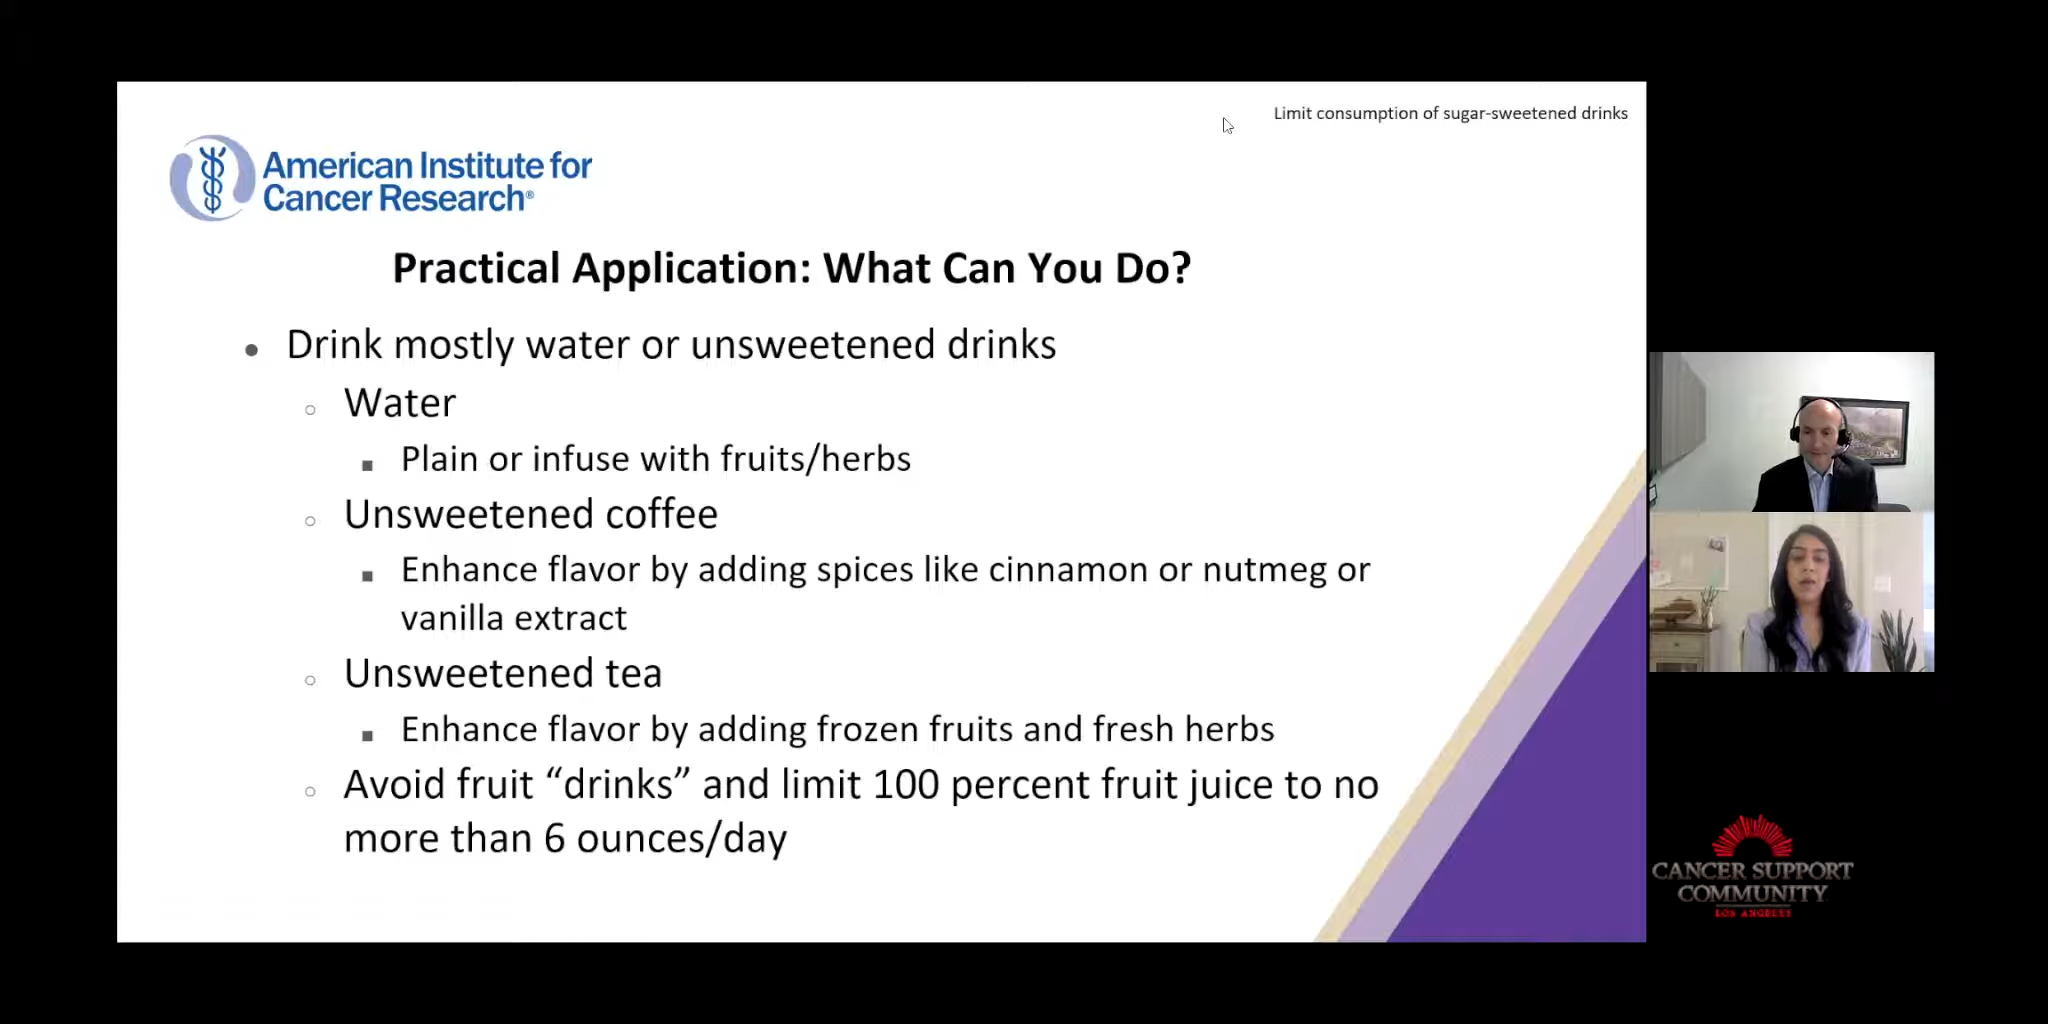 Limit consumption of sugar-sweetened drinks
American Institute for
Cancer Research®
Practical Application: What Can You Do?
• Drink mostly water or unsweetened drinks
○ Water
■ Plain or infuse with fruits/herbs
○ Unsweetened coffee
■ Enhance flavor by adding spices like cinnamon or nutmeg or
vanilla extract
○ Unsweetened tea
■ Enhance flavor by adding frozen fruits and fresh herbs
○ Avoid fruit “drinks” and limit 100 percent fruit juice to no
more than 6 ounces/day
CANCER SUPPORT
COMMUNITY
LOS ANGELES